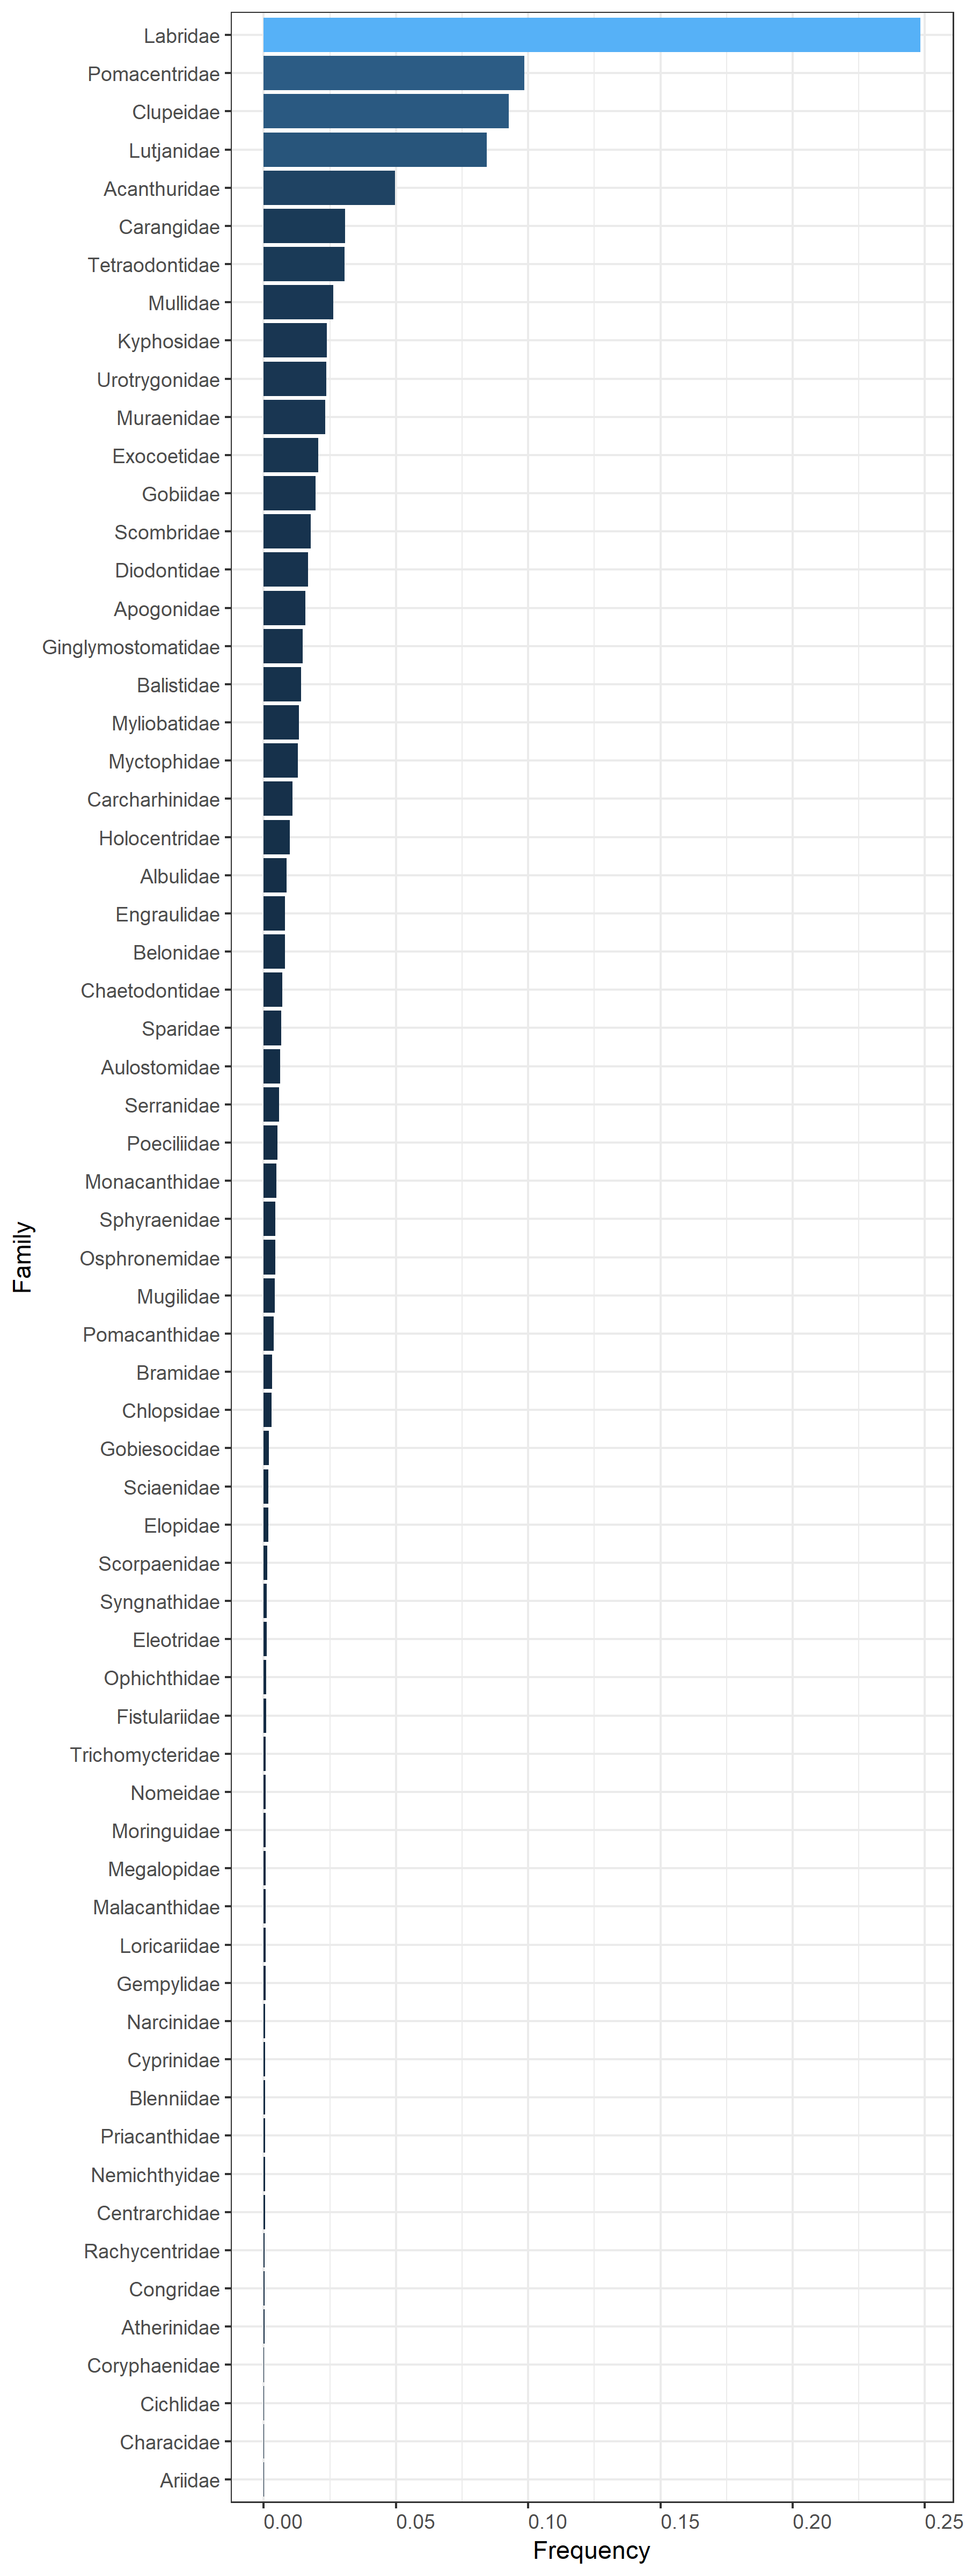 Labridae
Pomacentridae
Clupeidae
Lutjanidae
Acanthuridae
Carangidae
Tetraodontidae
Mullidae
Kyphosidae
Urotrygonidae
Muraenidae
Exocoetidae
Gobiidae
Scombridae
Diodontidae
Apogonidae
Ginglymostomatidae
Balistidae
Myliobatidae
Myctophidae
Carcharhinidae
Holocentridae
Albulidae
Engraulidae
Belonidae
Chaetodontidae
Sparidae
Aulostomidae
Serranidae
Poeciliidae
Monacanthidae
Sphyraenidae
Osphronemidae
Mugilidae
Pomacanthidae
Bramidae
Chlopsidae
Gobiesocidae
Sciaenidae
Elopidae
Scorpaenidae
Syngnathidae
Eleotridae
Ophichthidae
Fistulariidae
Trichomycteridae
Nomeidae
Moringuidae
Megalopidae
Malacanthidae
Loricariidae
Gempylidae
Narcinidae
Cyprinidae
Blenniidae
Priacanthidae
Nemichthyidae
Centrarchidae
Rachycentridae
Congridae
Atherinidae
Coryphaenidae
Cichlidae
Characidae
Ariidae
Family
0.00 0.05 0.10 0.15 0.20 0.25
Frequency